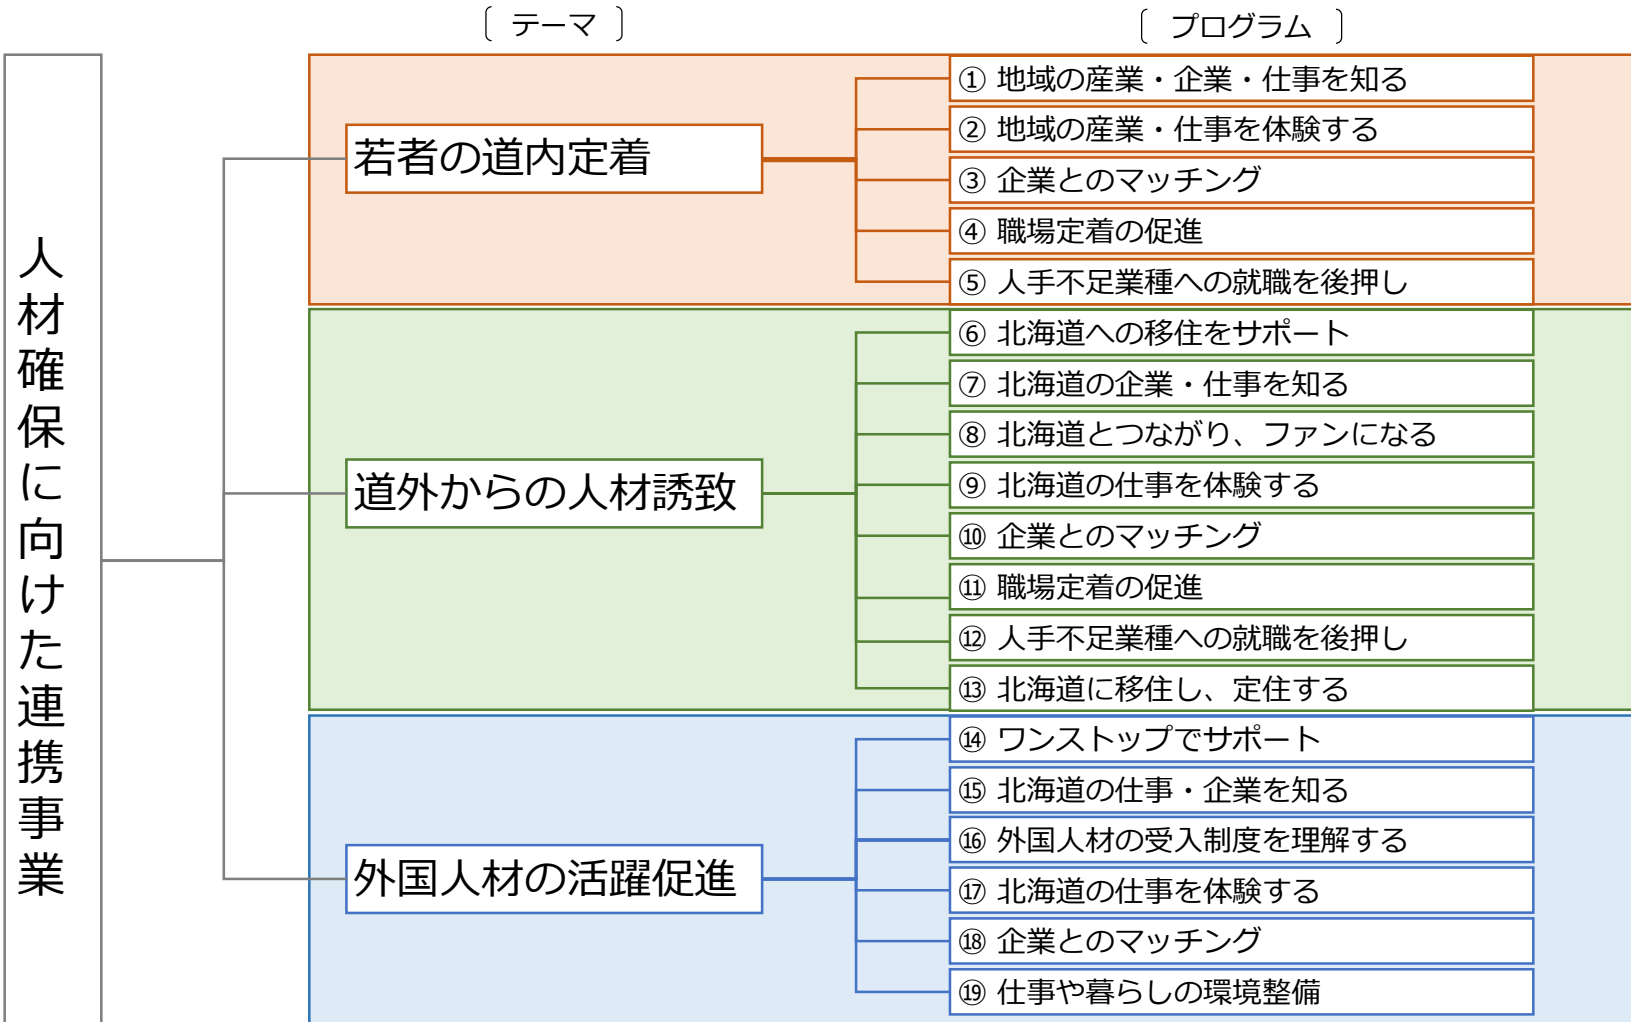 〔 テーマ 〕
〔 プログラム 〕
人材確保に向けた連携事業
若者の道内定着
① 地域の産業・企業・仕事を知る
② 地域の産業・仕事を体験する
③ 企業とのマッチング
④ 職場定着の促進
⑤ 人手不足業種への就職を後押し
道外からの人材誘致
⑥ 北海道への移住をサポート
⑦ 北海道の企業・仕事を知る
⑧ 北海道とつながり、ファンになる
⑨ 北海道の仕事を体験する
⑩ 企業とのマッチング
⑪ 職場定着の促進
⑫ 人手不足業種への就職を後押し
⑬ 北海道に移住し、定住する
外国人材の活躍促進
⑭ ワンストップでサポート
⑮ 北海道の仕事・企業を知る
⑯ 外国人材の受入制度を理解する
⑰ 北海道の仕事を体験する
⑱ 企業とのマッチング
⑲ 仕事や暮らしの環境整備